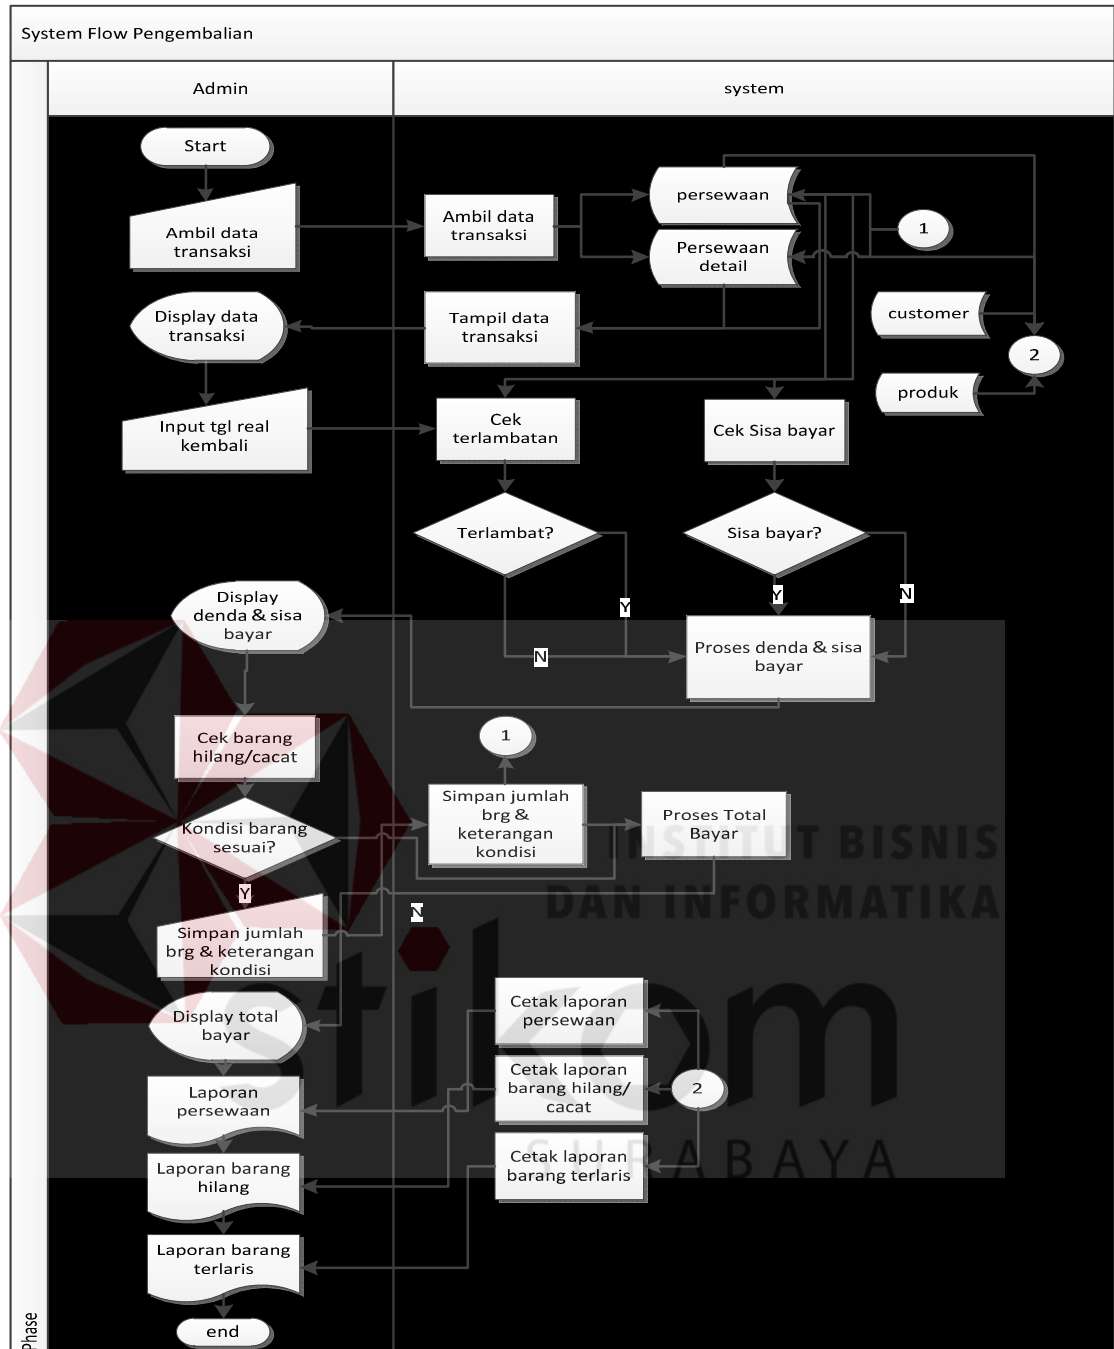 System Flow Pengembalian
Admin
system
Start
Ambil data
transaksi
Ambil data
transaksi
persewaan
Persewaan
detail
1
Display data
transaksi
Tampil data
transaksi
customer
2
produk
Input tgl real
kembali
Cek
terlambatan
Cek Sisa bayar
Terlambat?
Sisa bayar?
Y
Y
N
N
Display
denda & sisa
bayar
Proses denda & sisa
bayar
Cek barang
hilang/cacat
1
Kondisi barang
sesuai?
Simpan jumlah
brg &
keterangan
kondisi
Proses Total
Bayar
Y
N
Simpan jumlah
brg & keterangan
kondisi
Display total
bayar
Cetak laporan
persewaan
Cetak laporan
barang hilang/
cacat
2
Cetak laporan
barang terlaris
Laporan
persewaan
Laporan barang
hilang
Laporan barang
terlaris
end
Phase
INSTITUT BISNIS
DAN INFORMATIKA
stikom
SURABAYA